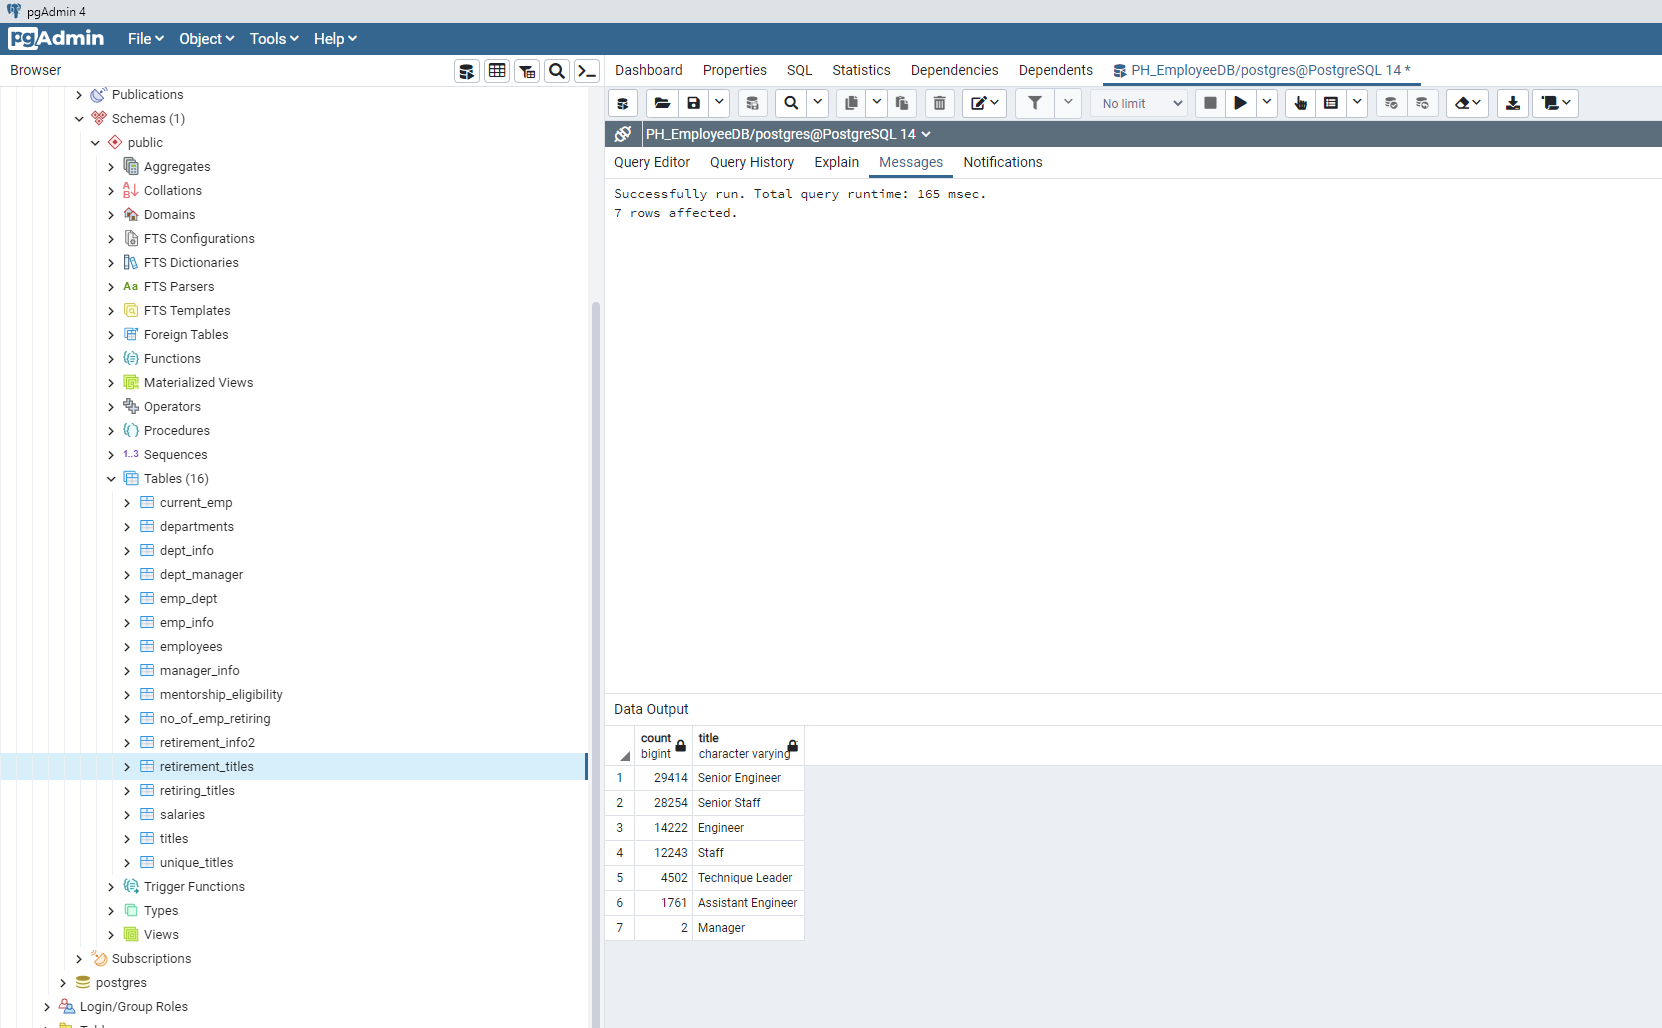 pgAdmin 4
pgAdmin
File Object Tools Help
Browser
Dashboard Properties SQL Statistics Dependencies Dependents PH_EmployeeDB/postgres@PostgreSQL 14 *
No limit
PH_EmployeeDB/postgres@PostgreSQL 14
Query Editor Query History Explain Messages Notifications
Successfully run. Total query runtime: 165 msec.
7 rows affected.
Publications
Schemas (1)
public
Aggregates
Collations
Domains
FTS Configurations
FTS Dictionaries
Aa FTS Parsers
FTS Templates
Foreign Tables
Functions
Materialized Views
Operators
Procedures
1..3 Sequences
Tables (16)
current_emp
departments
dept_info
dept_manager
emp_dept
emp_info
employees
manager_info
mentorship_eligibility
no_of_emp_retiring
retirement_info2
retirement_titles
retiring_titles
salaries
titles
unique_titles
Trigger Functions
Types
Views
Subscriptions
postgres
Login/Group Roles
Data Output
count title
bigint character varying
1 29414 Senior Engineer
2 28254 Senior Staff
3 14222 Engineer
4 12243 Staff
5 4502 Technique Leader
6 1761 Assistant Engineer
7 2 Manager